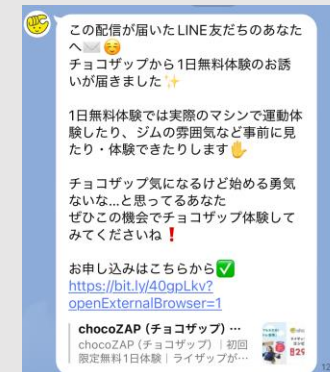 この配信が届いたLINE友だちのあなた
へ✉️☺️
チョコザップから1日無料体験のお誘
いが届きました✨
1日無料体験では実際のマシンで運動体
験したり、ジムの雰囲気など事前に見
たり・体験できたりします✋
チョコザップ気になるけど始める勇気
ないな...と思ってるあなた
ぜひこの機会でチョコザップ体験して
みてくださいね❗
お申し込みはこちらから✅
https://bit.ly/40gpLkv?
openExternalBrowser=1
chocoZAP (チョコザップ) …
chocoZAP (チョコザップ)｜初回
限定無料1日体験｜ライザップが…